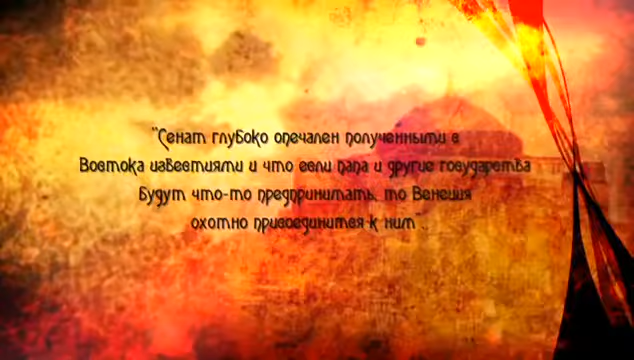 "Сенат глубоко опечален полученными с
Востока известиями и что если папа и другие государства
будут что-то предпринимать, то Венеция
охотно присоединится к ним".